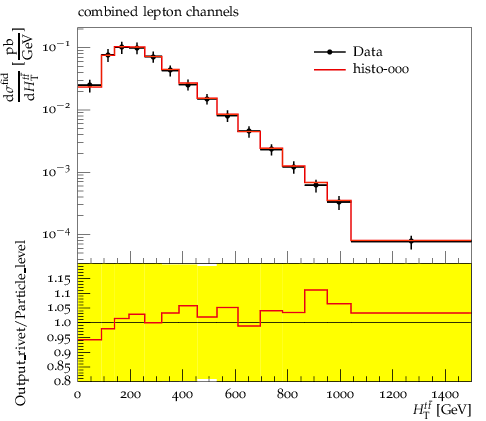 combined lepton channels
dσ^fid / dH_T^{tt̄} [pb/GeV]
Data
histo-000
10⁻¹
10⁻²
10⁻³
10⁻⁴
Output_rivet/Particle_level
1.15
1.1
1.05
1.0
0.95
0.9
0.85
0.8
0 200 400 600 800 1000 1200 1400
H_T^{tt̄} [GeV]